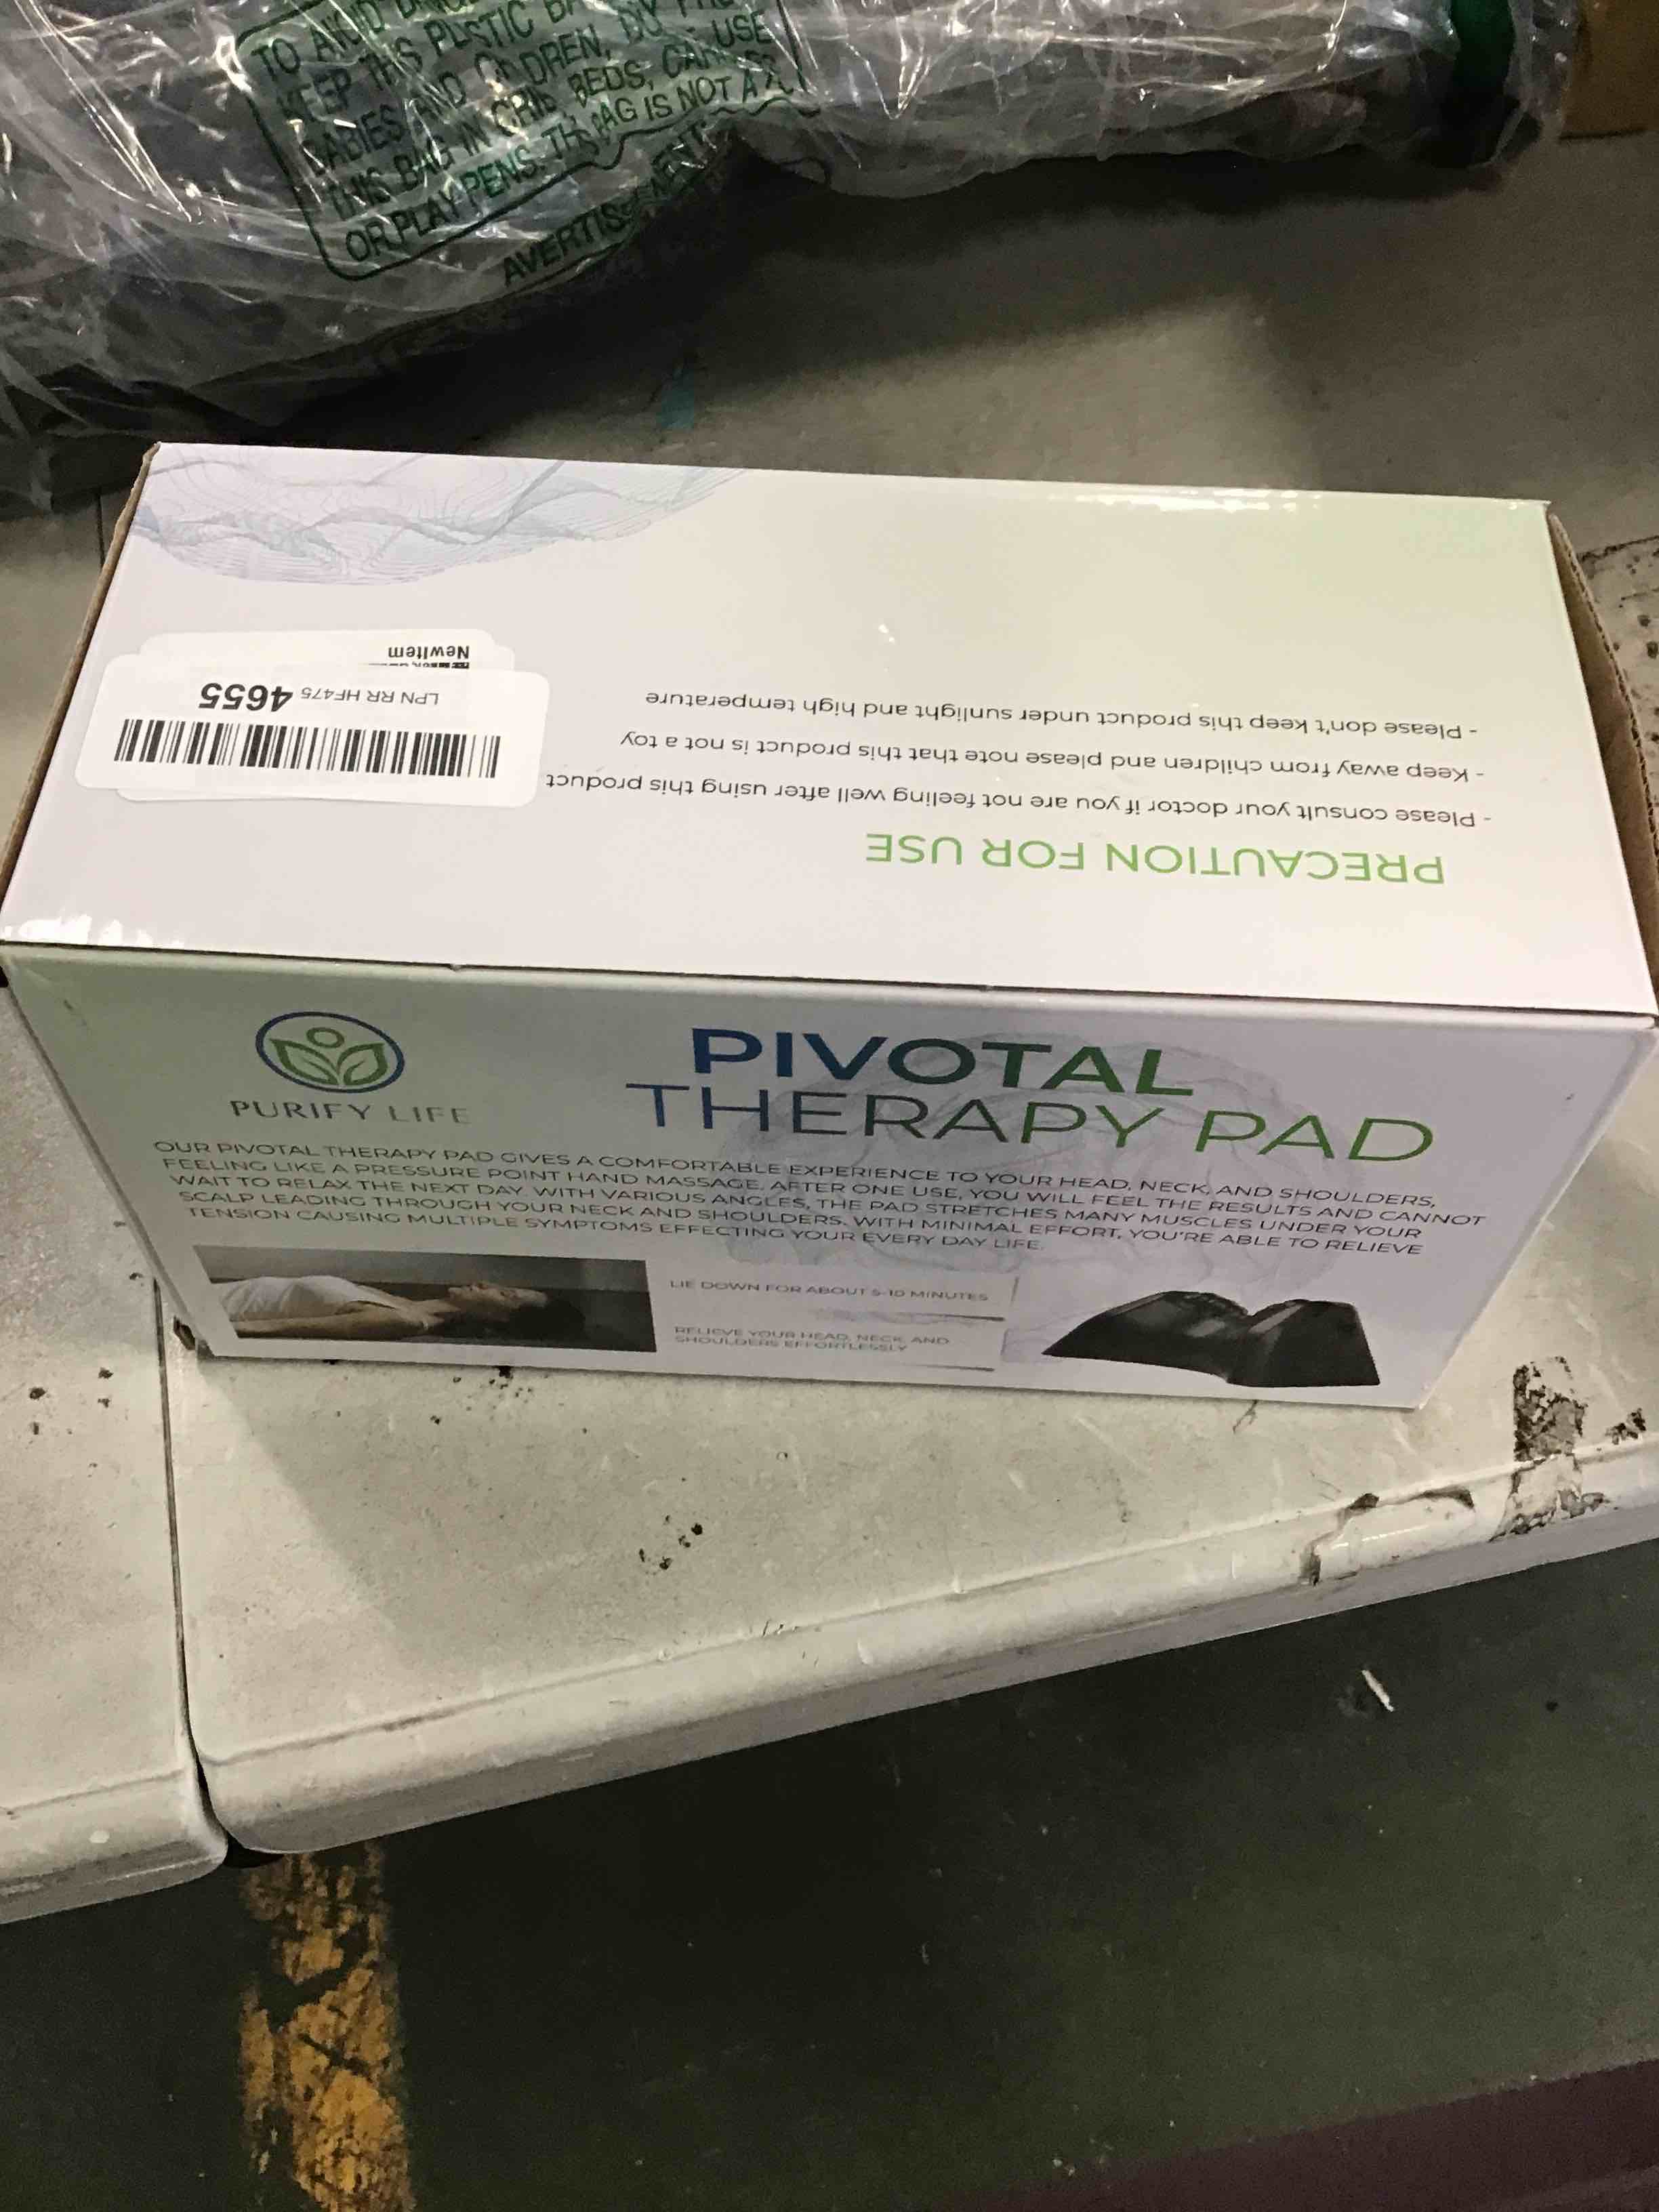 TO AVOID
KEEP THIS PLSTIC
BABIES AND CHILDREN, DO
THIS BAG IN CRIB BEDS, USE
OR PLAYPENS. BAG IS NOT A
NewItem
LPN RR HF475 4655
PRECAUTION FOR USE
- Please consult your doctor if you are not feeling well after using this product
- Keep away from children and please note that this product is not a toy
- Please don't keep this product under sunlight and high temperature
PURIFY LIFE
PIVOTAL
THERAPY PAD
OUR PIVOTAL THERAPY PAD GIVES A COMFORTABLE EXPERIENCE TO YOUR HEAD, NECK, AND SHOULDERS,
FEELING LIKE A PRESSURE POINT HAND MASSAGE. AFTER ONE USE, YOU WILL FEEL THE RESULTS AND CANNOT
WAIT TO RELAX THE NEXT DAY. WITH VARIOUS ANGLES, THE PAD STRETCHES MANY MUSCLES UNDER YOUR
SCALP LEADING THROUGH YOUR NECK AND SHOULDERS. WITH MINIMAL EFFORT, YOU'RE ABLE TO RELIEVE
TENSION CAUSING MULTIPLE SYMPTOMS EFFECTING YOUR EVERY DAY LIFE.
LIE DOWN FOR ABOUT 5-10 MINUTES
RELIEVE YOUR HEAD, NECK, AND
SHOULDERS EFFORTLESSLY